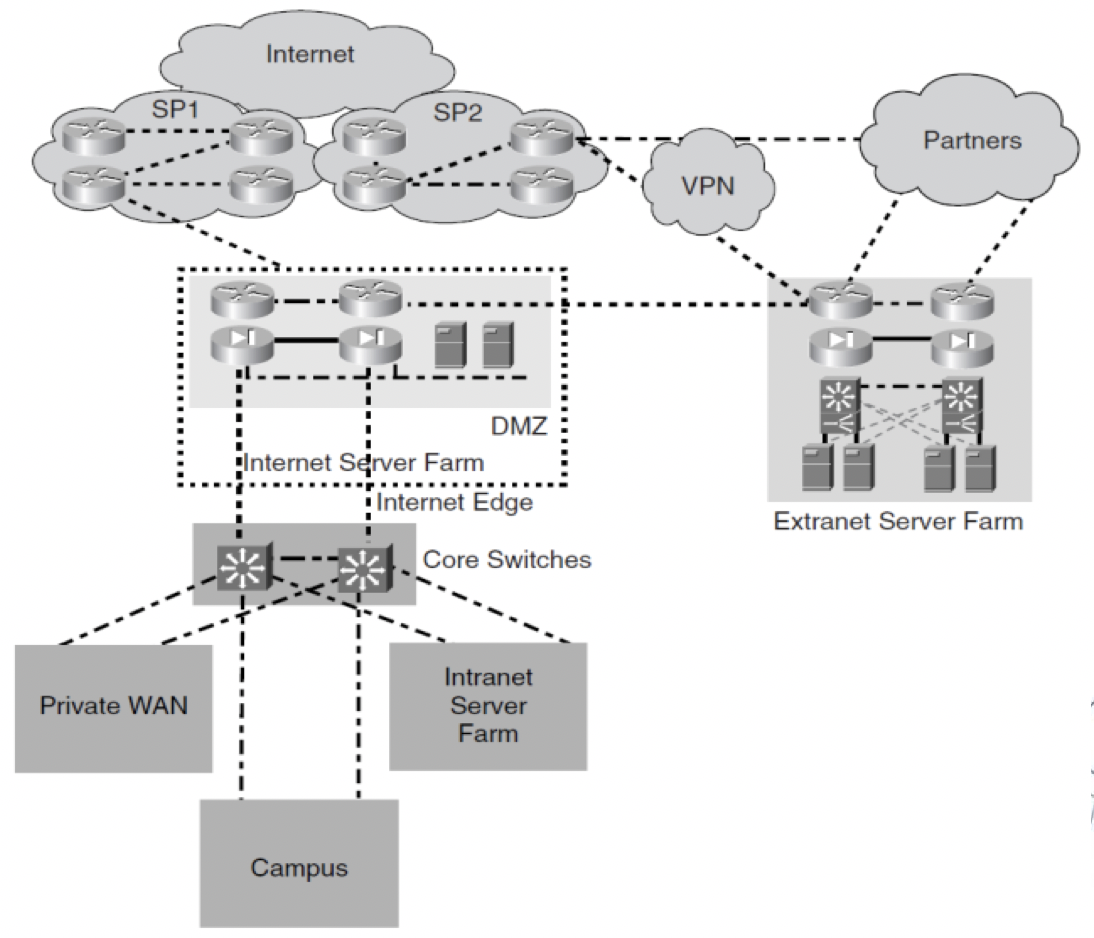 Internet
SP1
SP2
Partners
VPN
DMZ
Internet Server Farm
Internet Edge
Extranet Server Farm
Core Switches
Private WAN
Intranet
Server
Farm
Campus